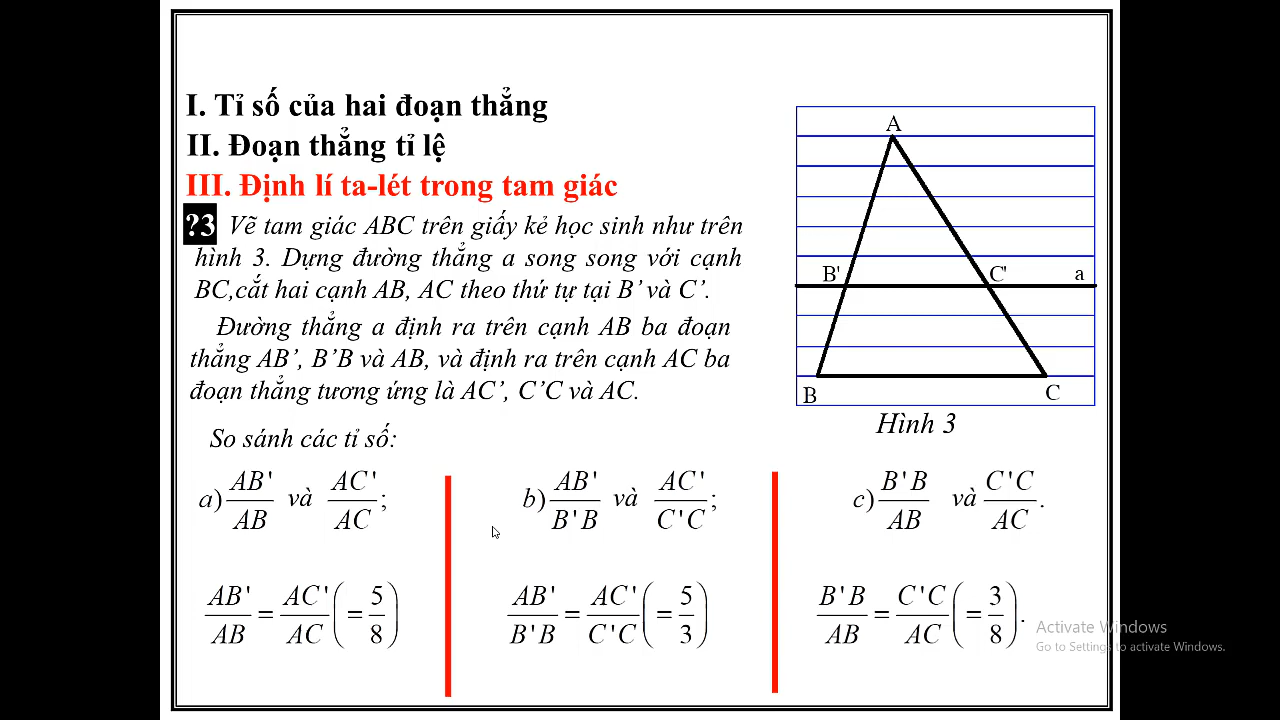 I. Tỉ số của hai đoạn thẳng
II. Đoạn thẳng tỉ lệ
III. Định lí ta-lét trong tam giác
?3 Vẽ tam giác ABC trên giấy kẻ học sinh như trên
hình 3. Dựng đường thẳng a song song với cạnh
BC,cắt hai cạnh AB, AC theo thứ tự tại B’ và C’.
Đường thẳng a định ra trên cạnh AB ba đoạn
thẳng AB’, B’B và AB, và định ra trên cạnh AC ba
đoạn thẳng tương ứng là AC’, C’C và AC.
A
B' C' a
B C
Hình 3
So sánh các tỉ số:
a) AB'/AB và AC'/AC;
b) AB'/B'B và AC'/C'C;
c) B'B/AB và C'C/AC.
AB'/AB = AC'/AC (= 5/8)
AB'/B'B = AC'/C'C (= 5/3)
B'B/AB = C'C/AC (= 3/8).
Activate Windows
Go to Settings to activate Windows.